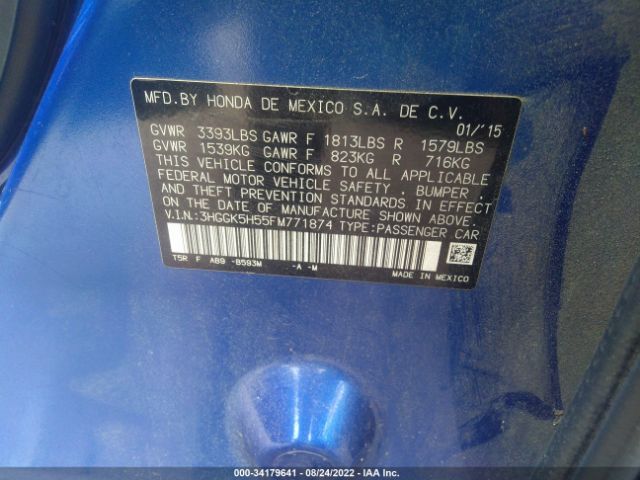 MFD.BY HONDA DE MEXICO S.A. DE C.V.
01/'15
GVWR 3393LBS GAWR F 1813LBS R 1579LBS
GVWR 1539KG GAWR F 823KG R 716KG
THIS VEHICLE CONFORMS TO ALL APPLICABLE
FEDERAL MOTOR VEHICLE SAFETY , BUMPER ,
AND THEFT PREVENTION STANDARDS IN EFFECT
ON THE DATE OF MANUFACTURE SHOWN ABOVE.
V.I.N:3HGGK5H55FM771874 TYPE:PASSENGER CAR
T5R F AB9 -B593M -A -M
MADE IN MEXICO
000-34179641 - 08/24/2022 - IAA Inc.